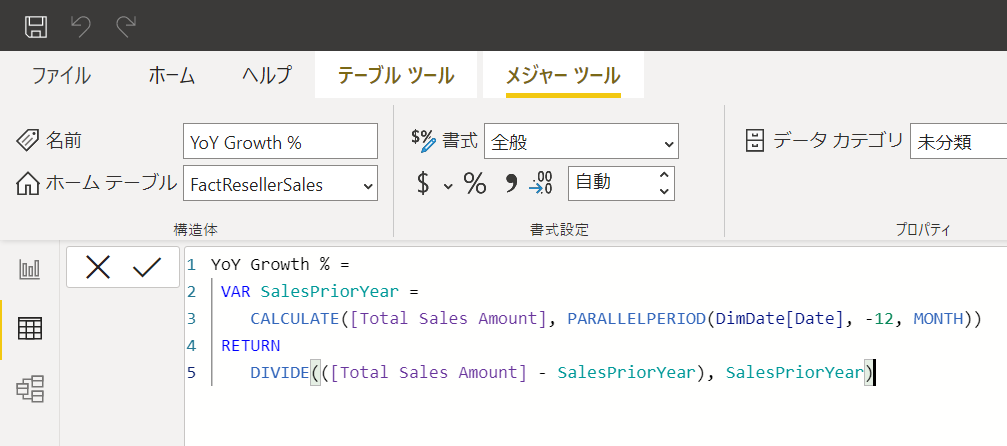 ファイル ホーム ヘルプ テーブル ツール メジャー ツール
名前 YoY Growth % $% 書式 全般 データ カテゴリ 未分類
ホーム テーブル FactResellerSales $ % 9 .00 →.0 自動
構造体 書式設定 プロパティ
1 YoY Growth % =
2 VAR SalesPriorYear =
3 CALCULATE([Total Sales Amount], PARALLELPERIOD(DimDate[Date], -12, MONTH))
4 RETURN
5 DIVIDE(([Total Sales Amount] - SalesPriorYear), SalesPriorYear)